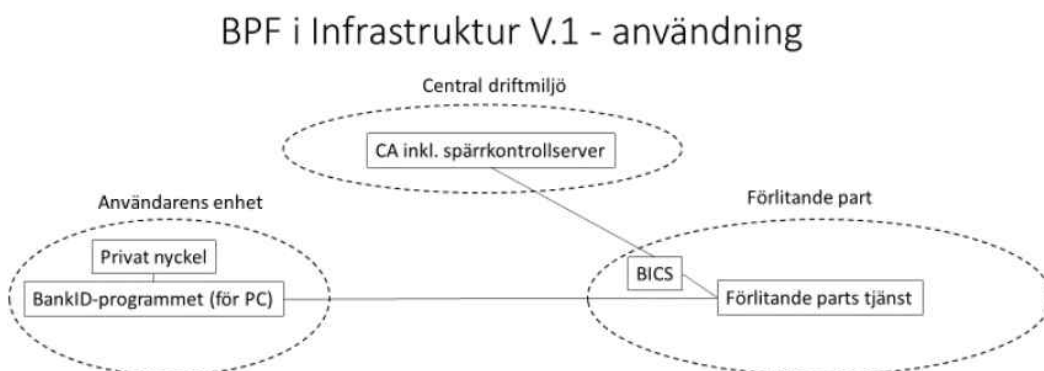 BPF i Infrastruktur V.1 - användning
Central driftmiljö
CA inkl. spärrkontrollserver
Användarens enhet
Förlitande part
Privat nyckel
BICS
BankID-programmet (för PC)
Förlitande parts tjänst